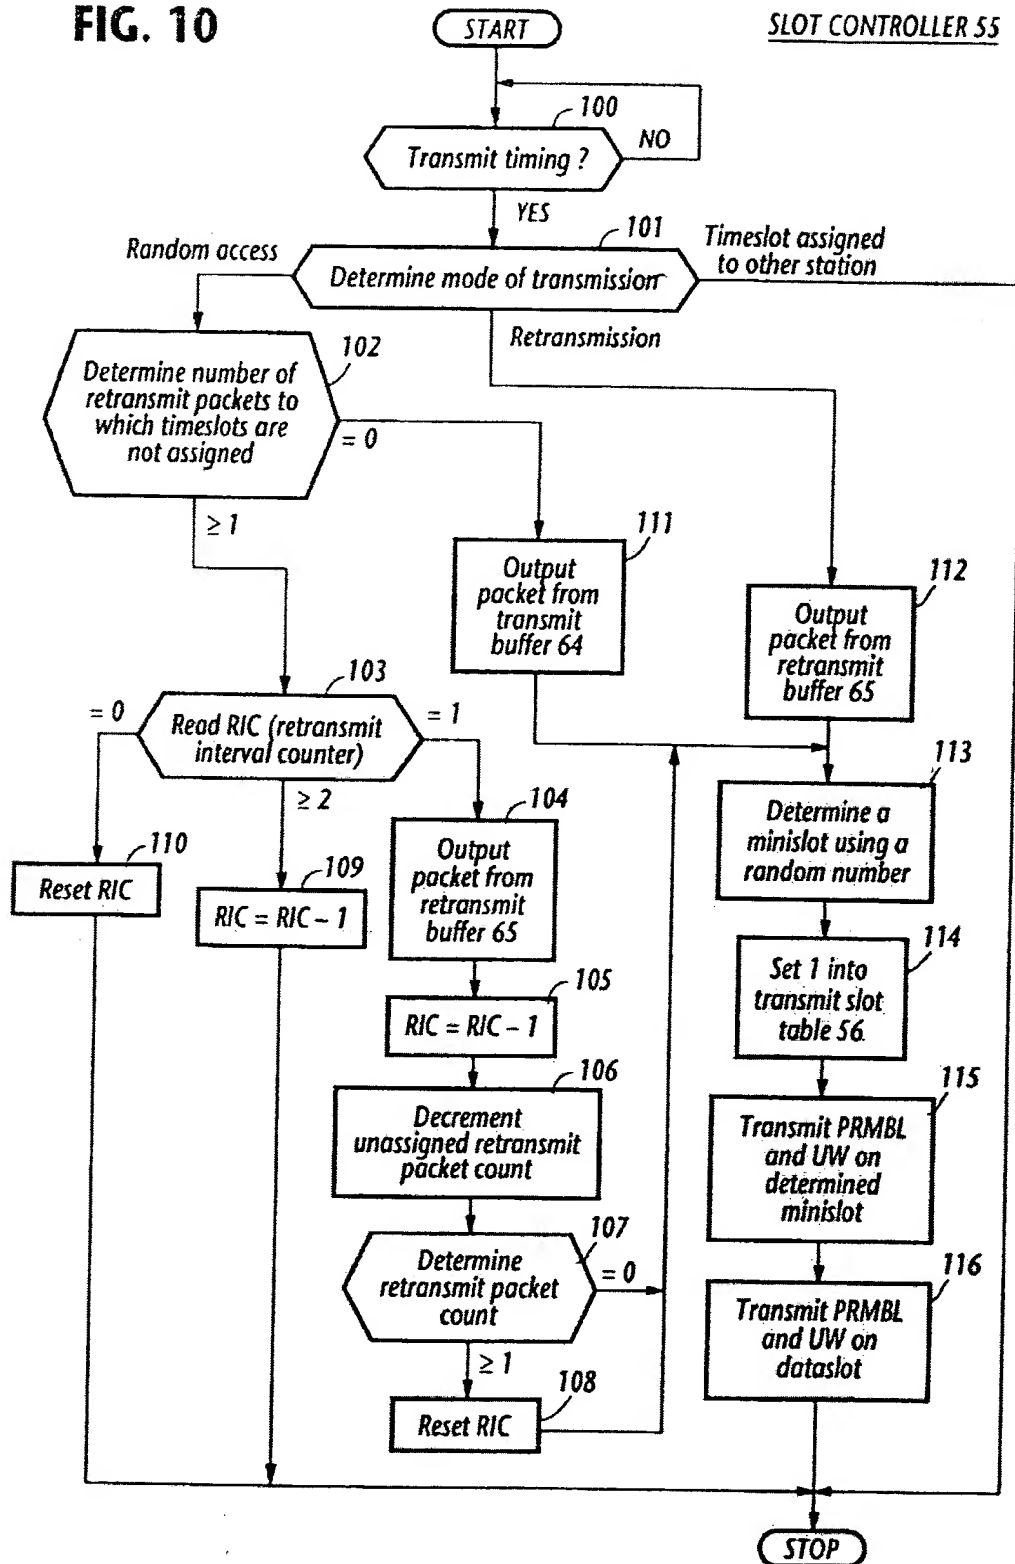 FIG. 10
SLOT CONTROLLER 55
START
100
Transmit timing ?
NO
YES
101
Determine mode of transmission
Random access
Timeslot assigned
to other station
Retransmission
102
Determine number of
retransmit packets to
which timeslots are
not assigned
= 0
≥ 1
111
Output
packet from
transmit
buffer 64
112
Output
packet from
retransmit
buffer 65
103
Read RIC (retransmit
interval counter)
= 0
= 1
≥ 2
110
Reset RIC
109
RIC = RIC – 1
104
Output
packet from
retransmit
buffer 65
105
RIC = RIC – 1
106
Decrement
unassigned retransmit
packet count
107
Determine
retransmit packet
count
= 0
≥ 1
108
Reset RIC
113
Determine a
minislot using a
random number
114
Set 1 into
transmit slot
table 56
115
Transmit PRMBL
and UW on
determined
minislot
116
Transmit PRMBL
and UW on
dataslot
STOP